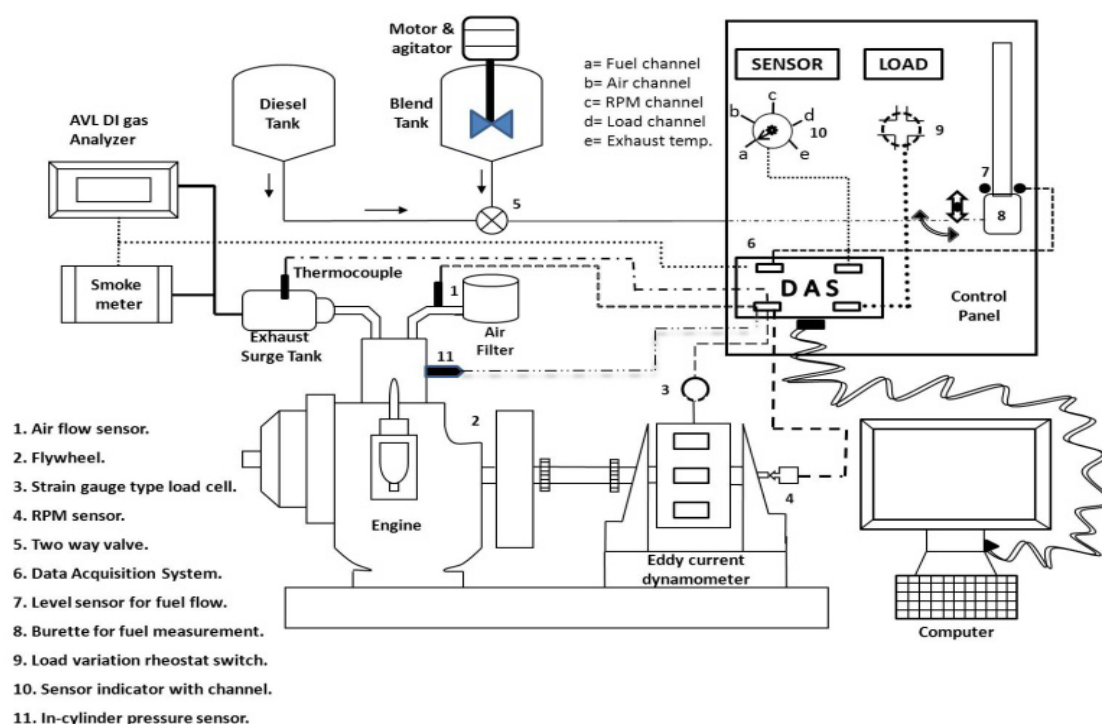 Motor &
agitator
AVL DI gas
Analyzer
Diesel
Tank
Blend
Tank
a= Fuel channel
b= Air channel
c= RPM channel
d= Load channel
e= Exhaust temp.
SENSOR
LOAD
c
b
d
a
e
10
9
7
8
5
6
DAS
Control
Panel
Smoke
meter
Thermocouple
Exhaust
Surge Tank
1
Air
Filter
11
2
3
4
Engine
Eddy current
dynamometer
Computer
1. Air flow sensor.
2. Flywheel.
3. Strain gauge type load cell.
4. RPM sensor.
5. Two way valve.
6. Data Acquisition System.
7. Level sensor for fuel flow.
8. Burette for fuel measurement.
9. Load variation rheostat switch.
10. Sensor indicator with channel.
11. In-cylinder pressure sensor.